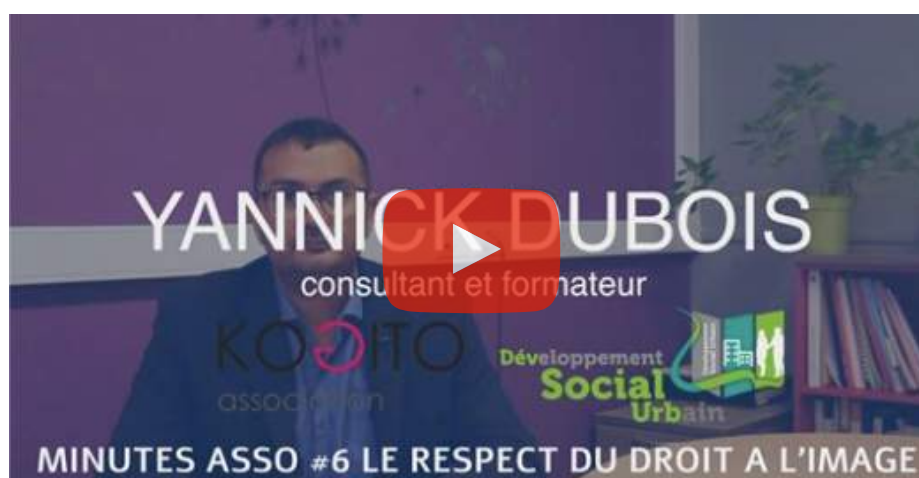 YANNICK DUBOIS
consultant et formateur
KOGITO
association
Développement
Social
Urbain
MINUTES ASSO #6 LE RESPECT DU DROIT A L'IMAGE